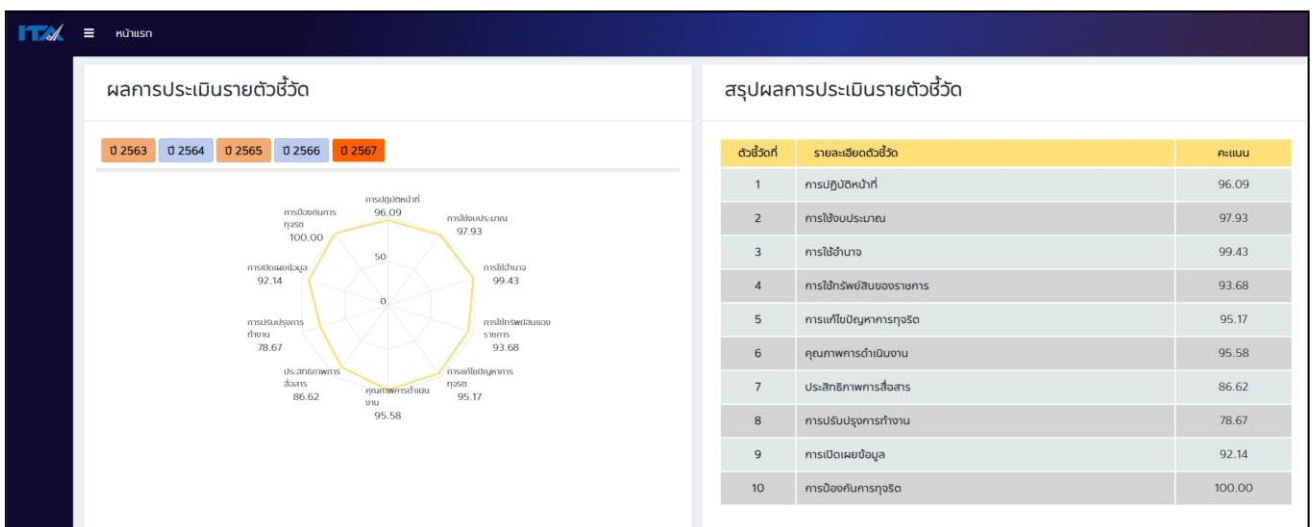 ITA
หน้าแรก
ผลการประเมินรายตัวชี้วัด
ปี 2563 ปี 2564 ปี 2565 ปี 2566 ปี 2567
การปฏิบัติหน้าที่
96.09
การใช้งบประมาณ
97.93
การใช้อำนาจ
99.43
การใช้ทรัพย์สินของ
ราชการ
93.68
การแก้ไขปัญหาการ
ทุจริต
95.17
คุณภาพการดำเนิน
งาน
95.58
ประสิทธิภาพการ
สื่อสาร
86.62
การปรับปรุงการ
ทำงาน
78.67
การเปิดเผยข้อมูล
92.14
การป้องกันการ
ทุจริต
100.00
50
0
สรุปผลการประเมินรายตัวชี้วัด
ตัวชี้วัดที่ รายละเอียดตัวชี้วัด คะแนน
1 การปฏิบัติหน้าที่ 96.09
2 การใช้งบประมาณ 97.93
3 การใช้อำนาจ 99.43
4 การใช้ทรัพย์สินของราชการ 93.68
5 การแก้ไขปัญหาการทุจริต 95.17
6 คุณภาพการดำเนินงาน 95.58
7 ประสิทธิภาพการสื่อสาร 86.62
8 การปรับปรุงการทำงาน 78.67
9 การเปิดเผยข้อมูล 92.14
10 การป้องกันการทุจริต 100.00